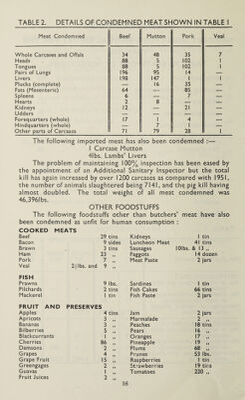 TABLE 2. DETAILS OF CONDEMNED MEAT SHOWN IN TABLE I
Meat Condemned Beef Mutton Pork Veal
Whole Carcases and Offals 34 48 35 7
Heads 88 5 102 1
Tongues 88 5 102 1
Pairs of Lungs 196 95 14 —
Livers 198 147 1 1
Plucks (complete) — 16 35 —
Fats (Mesenteric) 64 — 85 —
Spleens 6 — 7 —
Hearts 2 8 — —
Kidneys 12 — 21 —
Udders — — — —
Forequarters (whole) 17 1 4 —
Hindquarters (whole) — 1 1 —
Other parts of Carcases 71 79 28 1
The following imported meat has also been condemned :—
1 Carcase Mutton
4lbs. Lambs' Livers
The problem of maintaining 100% inspection has been eased by
the appointment of an Additional Sanitary Inspector but the total
kill has again increased by over 1200 carcases as compared with 1951,
the number of animals slaughtered being 7141, and the pig kill having
almost doubled. The total weight of all meat condemned was
46,396lbs.
OTHER FOODSTUFFS
The following foodstuffs other than butchers' meat have also
been condemned as unfit for human consumption :
COOKED MEATS
Beef 29 tins Kidneys 1 tin
Bacon 9 sides Luncheon Meat 41 tins
Brawn 3 tins Sausages 10lbs. & 13 „
Ham 23 „ Faggots 14 dozen
Pork 7 „ Meat Paste 2 jars
Veal 2½lbs. and 9 „
FISH
Prawns 9 lbs. Sardines 1 tin
Pilchards 2 tins Fish Cakes 66 tins
Mackerel 1 tin Fish Paste 2 jars
FRUIT AND PRESERVES
Apples 4 tins Jam 2 jars
Apricots 3 „ Marmalade 2 „
Bananas 3 „ Peaches 18 tins
Bilberries 5 „ Pears 16 „
Blackcurrants 1 „ Oranges 17 „
Cherries 86 „ Pineapple 19 „
Damsons 2 „ Plums 68 „
Grapes 4 „ Prunes 53 lbs.
Grape Fruit 15 „ Raspberries 1 tin
Greengages 2 „ Strawberries 19 tins
Guavas 1 „ Tomatoes 220 „
Fruit Juices 2 „
16